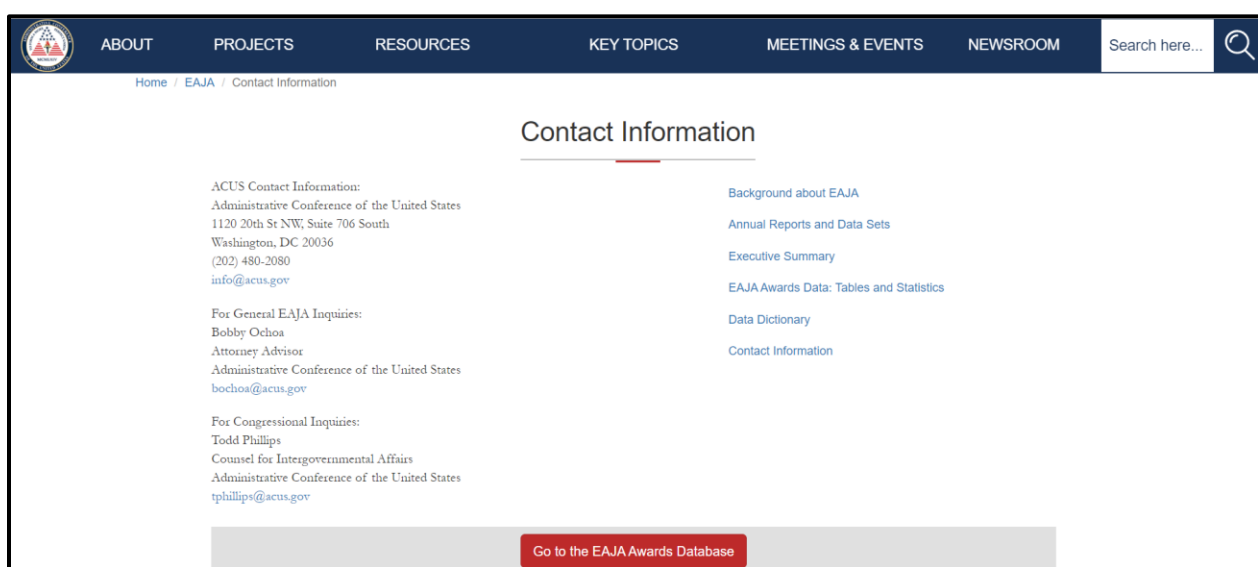 ABOUT PROJECTS RESOURCES KEY TOPICS MEETINGS & EVENTS NEWSROOM Search here...
Home / EAJA / Contact Information
Contact Information
ACUS Contact Information:
Administrative Conference of the United States
1120 20th St NW, Suite 706 South
Washington, DC 20036
(202) 480-2080
info@acus.gov
For General EAJA Inquiries:
Bobby Ochoa
Attorney Advisor
Administrative Conference of the United States
bochoa@acus.gov
For Congressional Inquiries:
Todd Phillips
Counsel for Intergovernmental Affairs
Administrative Conference of the United States
tphillips@acus.gov
Background about EAJA
Annual Reports and Data Sets
Executive Summary
EAJA Awards Data: Tables and Statistics
Data Dictionary
Contact Information
Go to the EAJA Awards Database